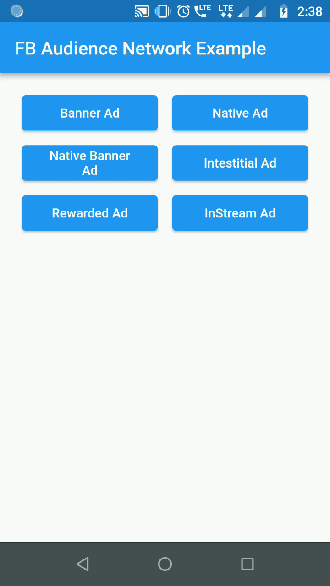 LTE LTE 2:38
FB Audience Network Example
Banner Ad Native Ad
Native Banner
Ad
Intestitial Ad
Rewarded Ad InStream Ad